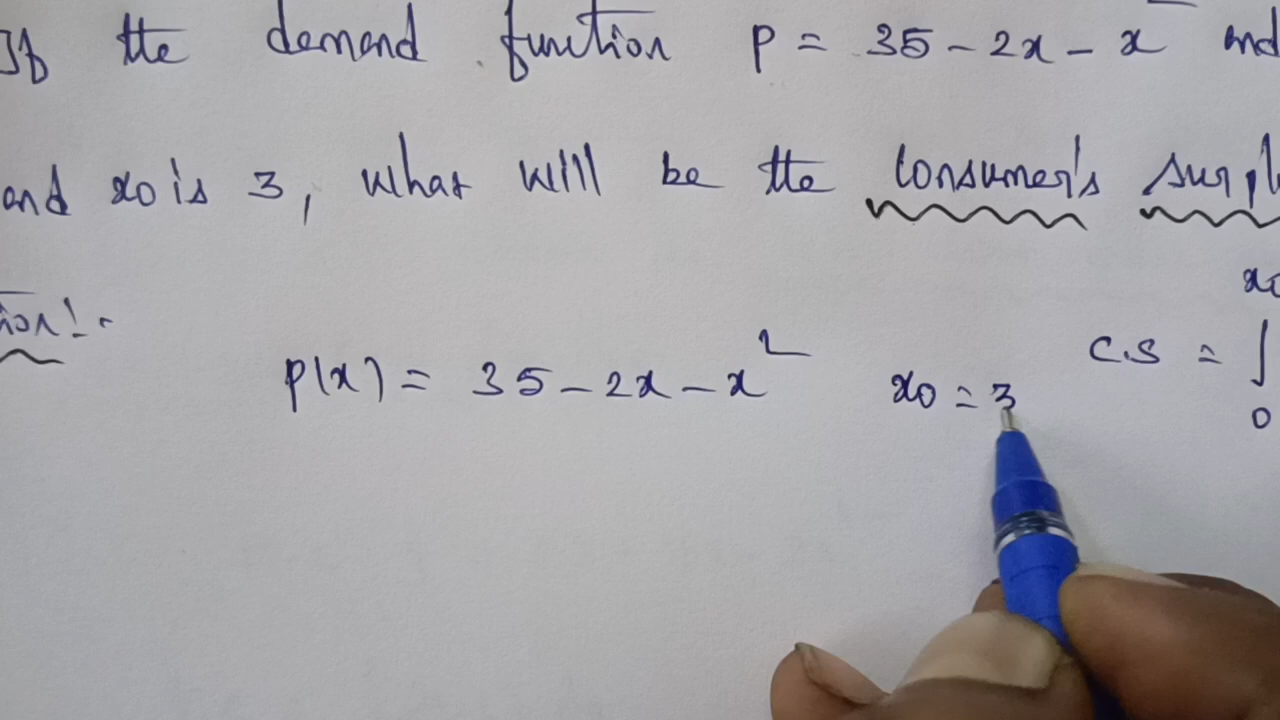 If the demand function P = 35 - 2x - x and
and x0 is 3, what will be the consumer's
p(x) = 35 - 2x - x² x0 = 3 C.S = ∫
x0
0